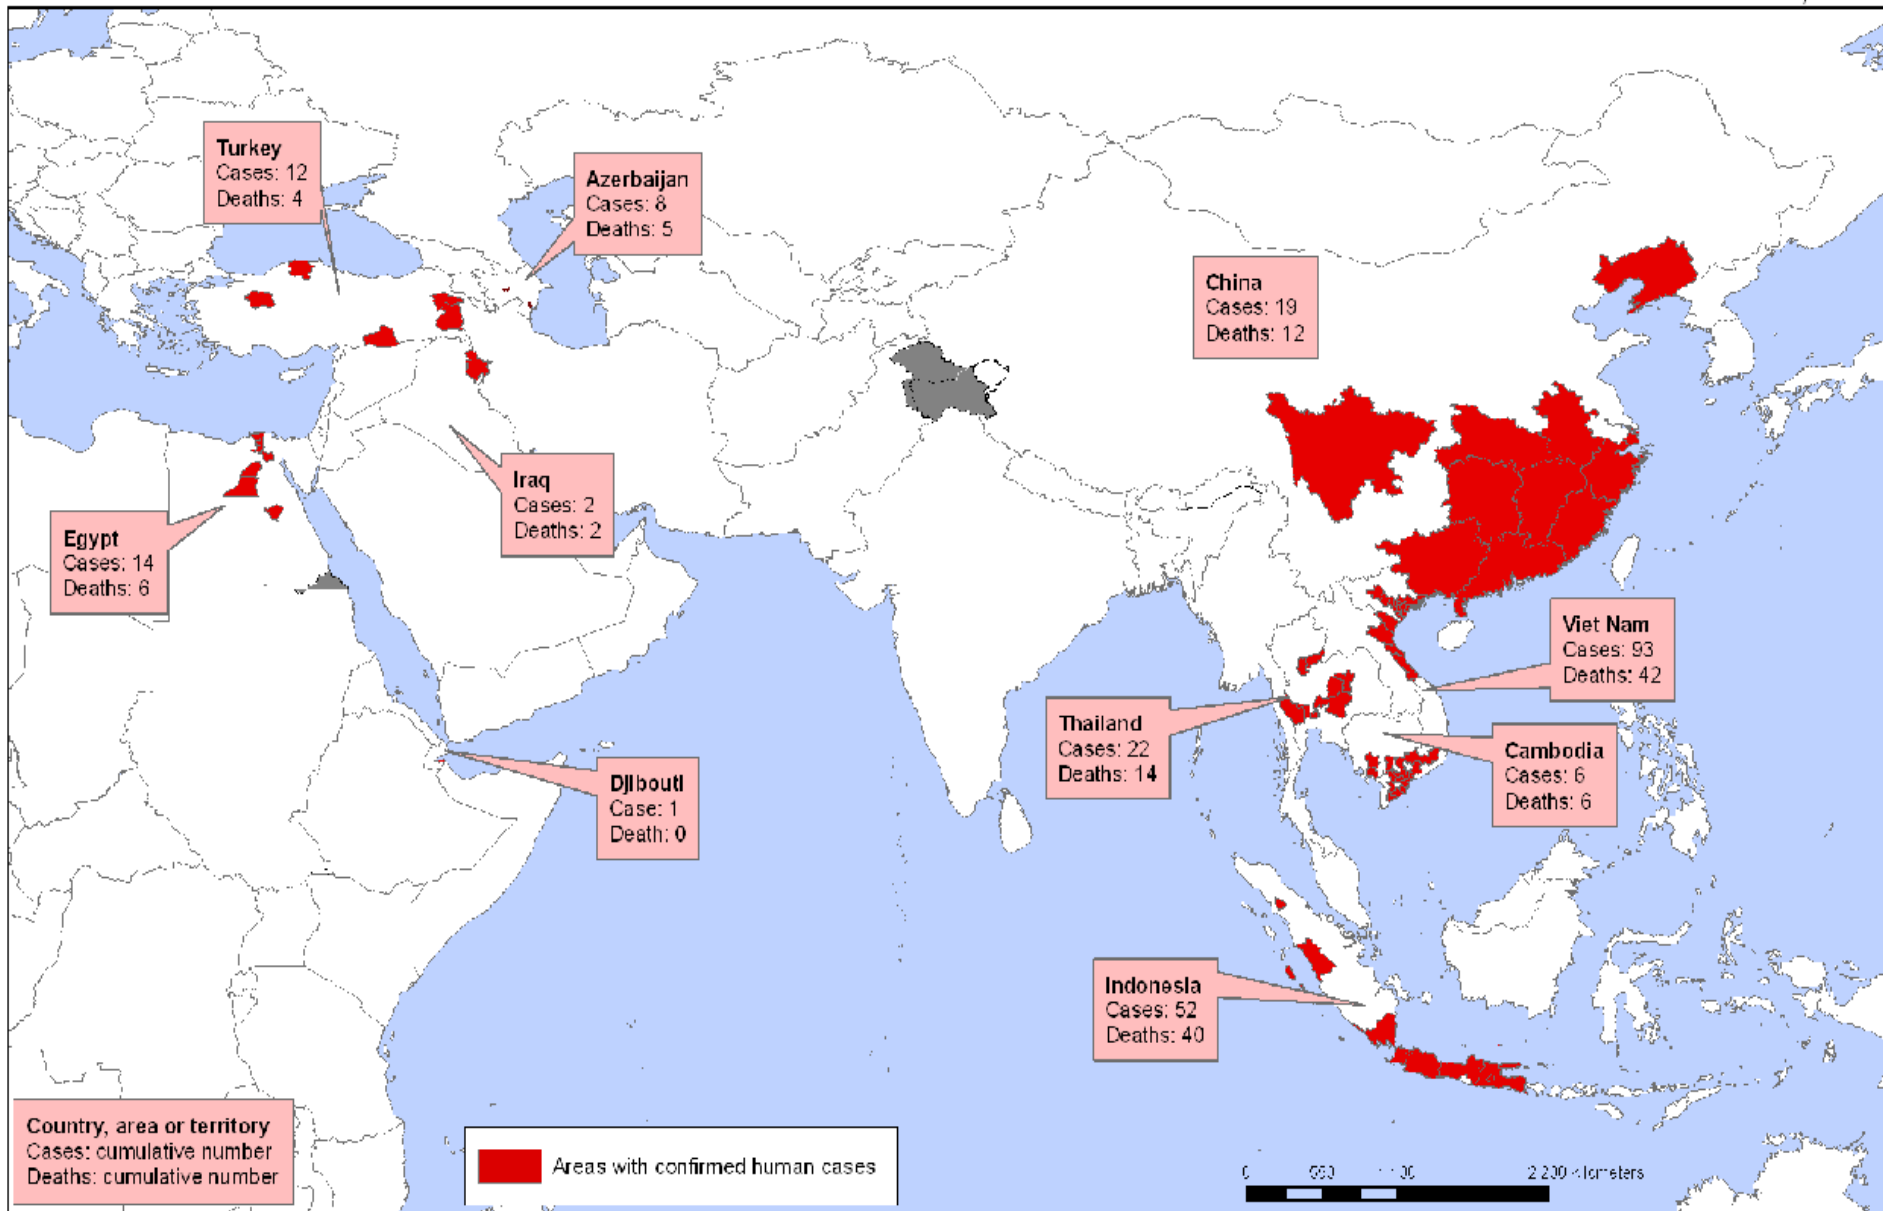 Turkey
Cases: 12
Deaths: 4
Azerbaijan
Cases: 8
Deaths: 5
China
Cases: 19
Deaths: 12
Iraq
Cases: 2
Deaths: 2
Egypt
Cases: 14
Deaths: 6
Viet Nam
Cases: 93
Deaths: 42
Thailand
Cases: 22
Deaths: 14
Cambodia
Cases: 6
Deaths: 6
Djibouti
Case: 1
Death: 0
Indonesia
Cases: 52
Deaths: 40
Country, area or territory
Cases: cumulative number
Deaths: cumulative number
Areas with confirmed human cases
0 2 200 Kilometers